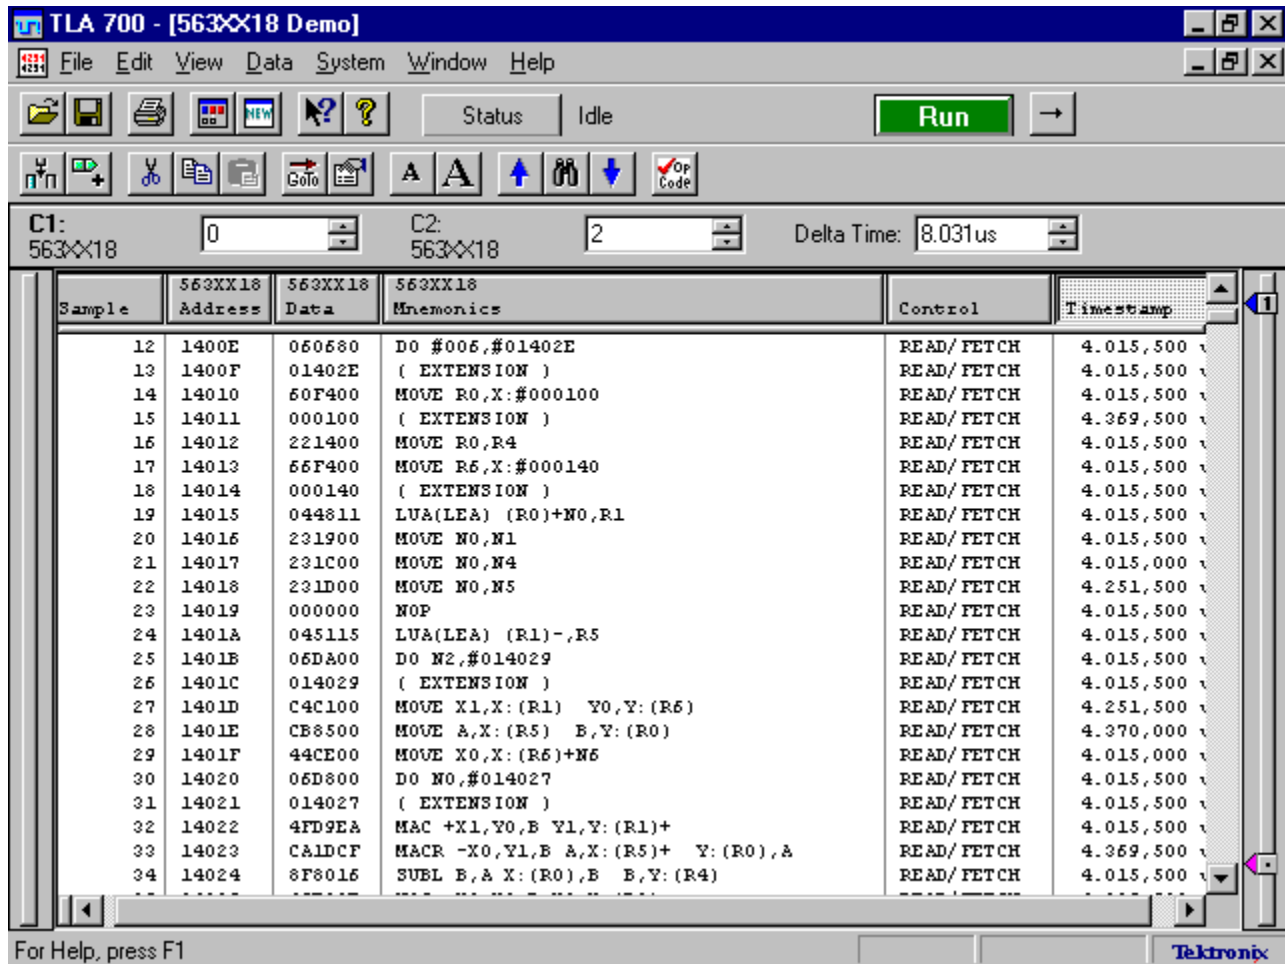 TLA 700 - [563XX18 Demo]
File Edit View Data System Window Help
NEW Status Idle Run
GoTo A A Op Code
C1: 0 C2: 2 Delta Time: 8.031us
563XX18 563XX18
563XX18 563XX18 563XX18
Sample Address Data Mnemonics Control Timestamp
12 1400E 060680 DO #006,#01402E READ/FETCH 4.015,500
13 1400F 01402E ( EXTENSION ) READ/FETCH 4.015,500
14 14010 60F400 MOVE R0,X:#000100 READ/FETCH 4.015,500
15 14011 000100 ( EXTENSION ) READ/FETCH 4.369,500
16 14012 221400 MOVE R0,R4 READ/FETCH 4.015,500
17 14013 66F400 MOVE R6,X:#000140 READ/FETCH 4.015,500
18 14014 000140 ( EXTENSION ) READ/FETCH 4.015,500
19 14015 044811 LUA(LEA) (R0)+N0,R1 READ/FETCH 4.015,500
20 14016 231900 MOVE N0,N1 READ/FETCH 4.015,500
21 14017 231C00 MOVE N0,N4 READ/FETCH 4.015,000
22 14018 231D00 MOVE N0,N5 READ/FETCH 4.251,500
23 14019 000000 NOP READ/FETCH 4.015,500
24 1401A 045115 LUA(LEA) (R1)-,R5 READ/FETCH 4.015,500
25 1401B 06DA00 DO N2,#014029 READ/FETCH 4.015,500
26 1401C 014029 ( EXTENSION ) READ/FETCH 4.015,500
27 1401D C4C100 MOVE X1,X:(R1) Y0,Y:(R6) READ/FETCH 4.251,500
28 1401E CB8500 MOVE A,X:(R5) B,Y:(R0) READ/FETCH 4.370,000
29 1401F 44CE00 MOVE X0,X:(R6)+N6 READ/FETCH 4.015,000
30 14020 06D800 DO N0,#014027 READ/FETCH 4.015,500
31 14021 014027 ( EXTENSION ) READ/FETCH 4.015,500
32 14022 4FD9EA MAC +X1,Y0,B Y1,Y:(R1)+ READ/FETCH 4.015,500
33 14023 CA1DCF MACR -X0,Y1,B A,X:(R5)+ Y:(R0),A READ/FETCH 4.369,500
34 14024 8F8016 SUBL B,A X:(R0),B B,Y:(R4) READ/FETCH 4.015,500
For Help, press F1 Tektronix